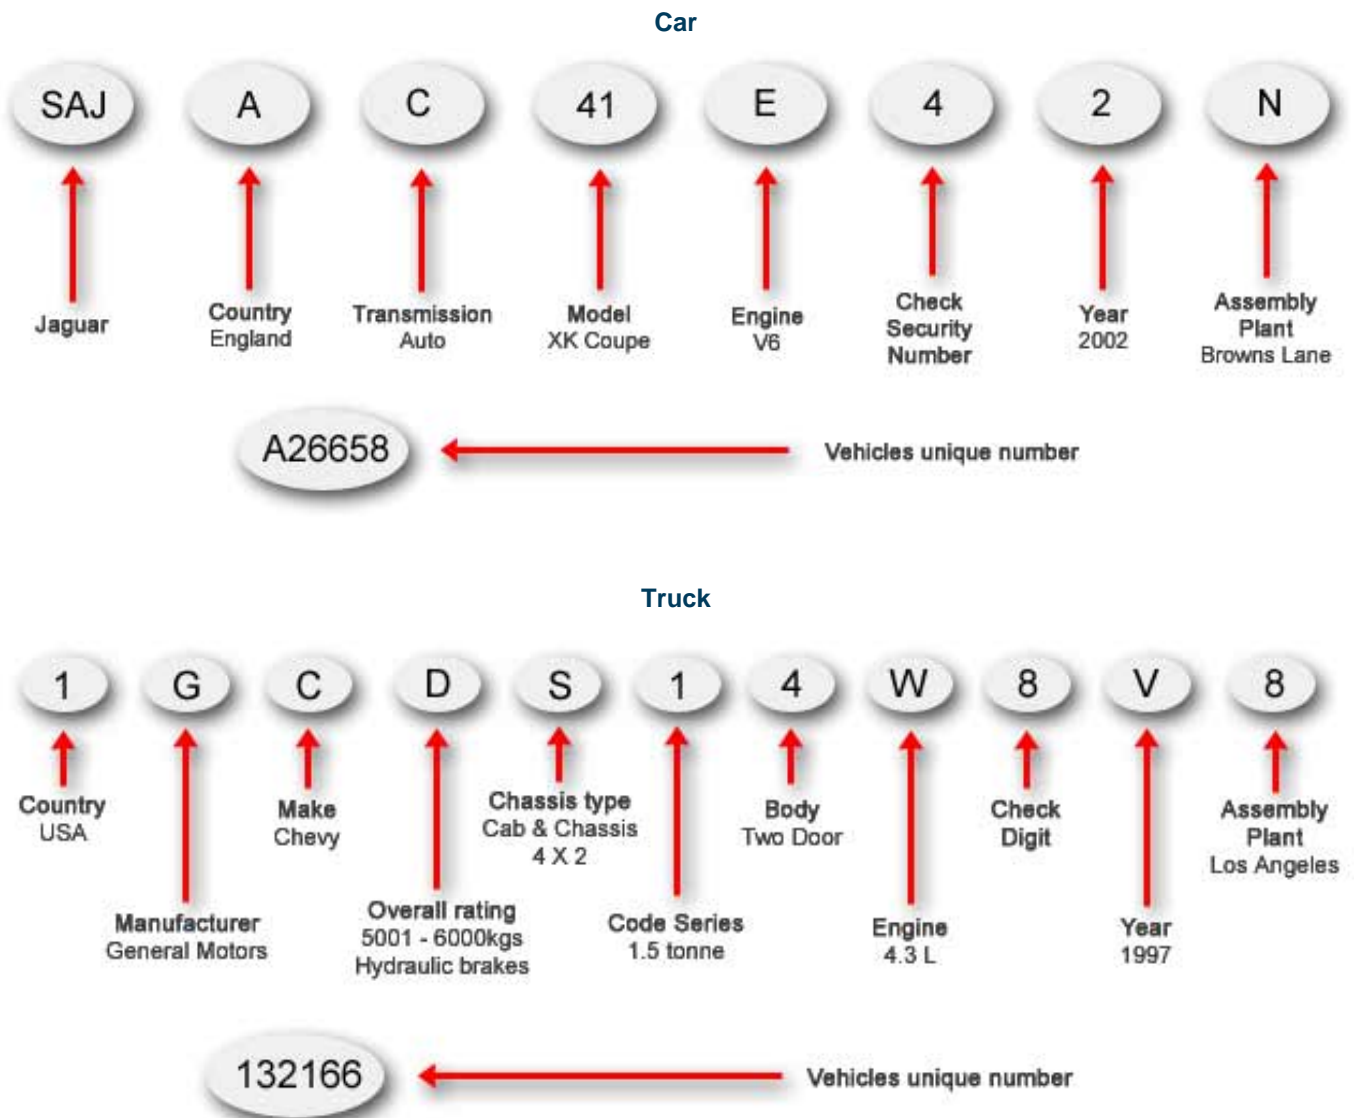 Car
SAJ A C 41 E 4 2 N
Jaguar
Country
England
Transmission
Auto
Model
XK Coupe
Engine
V6
Check
Security
Number
Year
2002
Assembly
Plant
Browns Lane
A26658
Vehicles unique number
Truck
1 G C D S 1 4 W 8 V 8
Country
USA
Manufacturer
General Motors
Make
Chevy
Overall rating
5001 - 6000kgs
Hydraulic brakes
Chassis type
Cab & Chassis
4 X 2
Code Series
1.5 tonne
Body
Two Door
Engine
4.3 L
Check
Digit
Year
1997
Assembly
Plant
Los Angeles
132166
Vehicles unique number